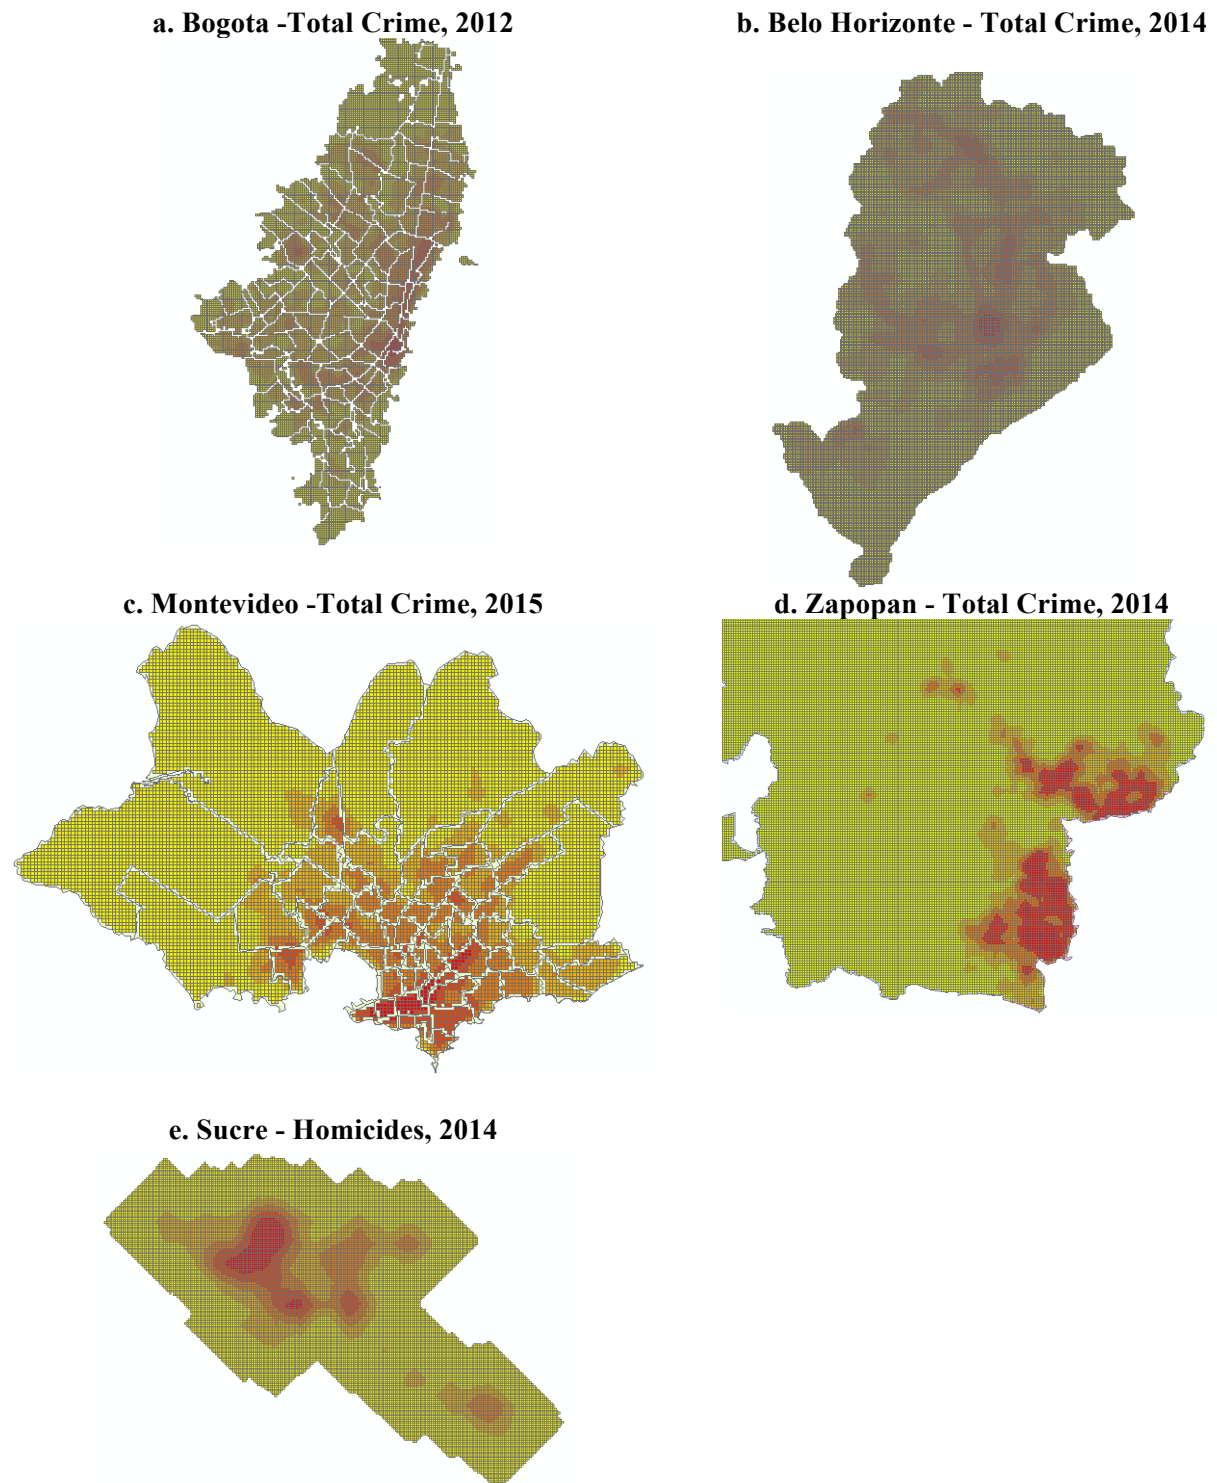 a. Bogota -Total Crime, 2012
b. Belo Horizonte - Total Crime, 2014
c. Montevideo -Total Crime, 2015
d. Zapopan - Total Crime, 2014
e. Sucre - Homicides, 2014